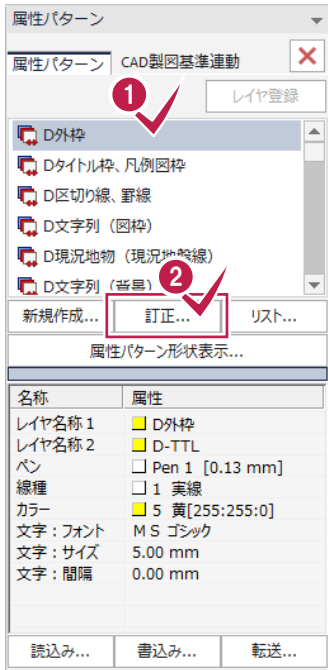 属性パターン
属性パターン CAD製図基準連動
1
レイヤ登録
D外枠
Dタイトル枠、凡例図枠
D区切り線、罫線
D文字列（図枠）
D現況地物（現況地盤線）
2
D文字列（背景）
新規作成... 訂正... リスト...
属性パターン形状表示...
名称 属性
レイヤ名称1 D外枠
レイヤ名称2 D-TTL
ペン Pen 1 [0.13 mm]
線種 1 実線
カラー 5 黄[255:255:0]
文字：フォント ＭＳ ゴシック
文字：サイズ 5.00 mm
文字：間隔 0.00 mm
読込み... 書込み... 転送...